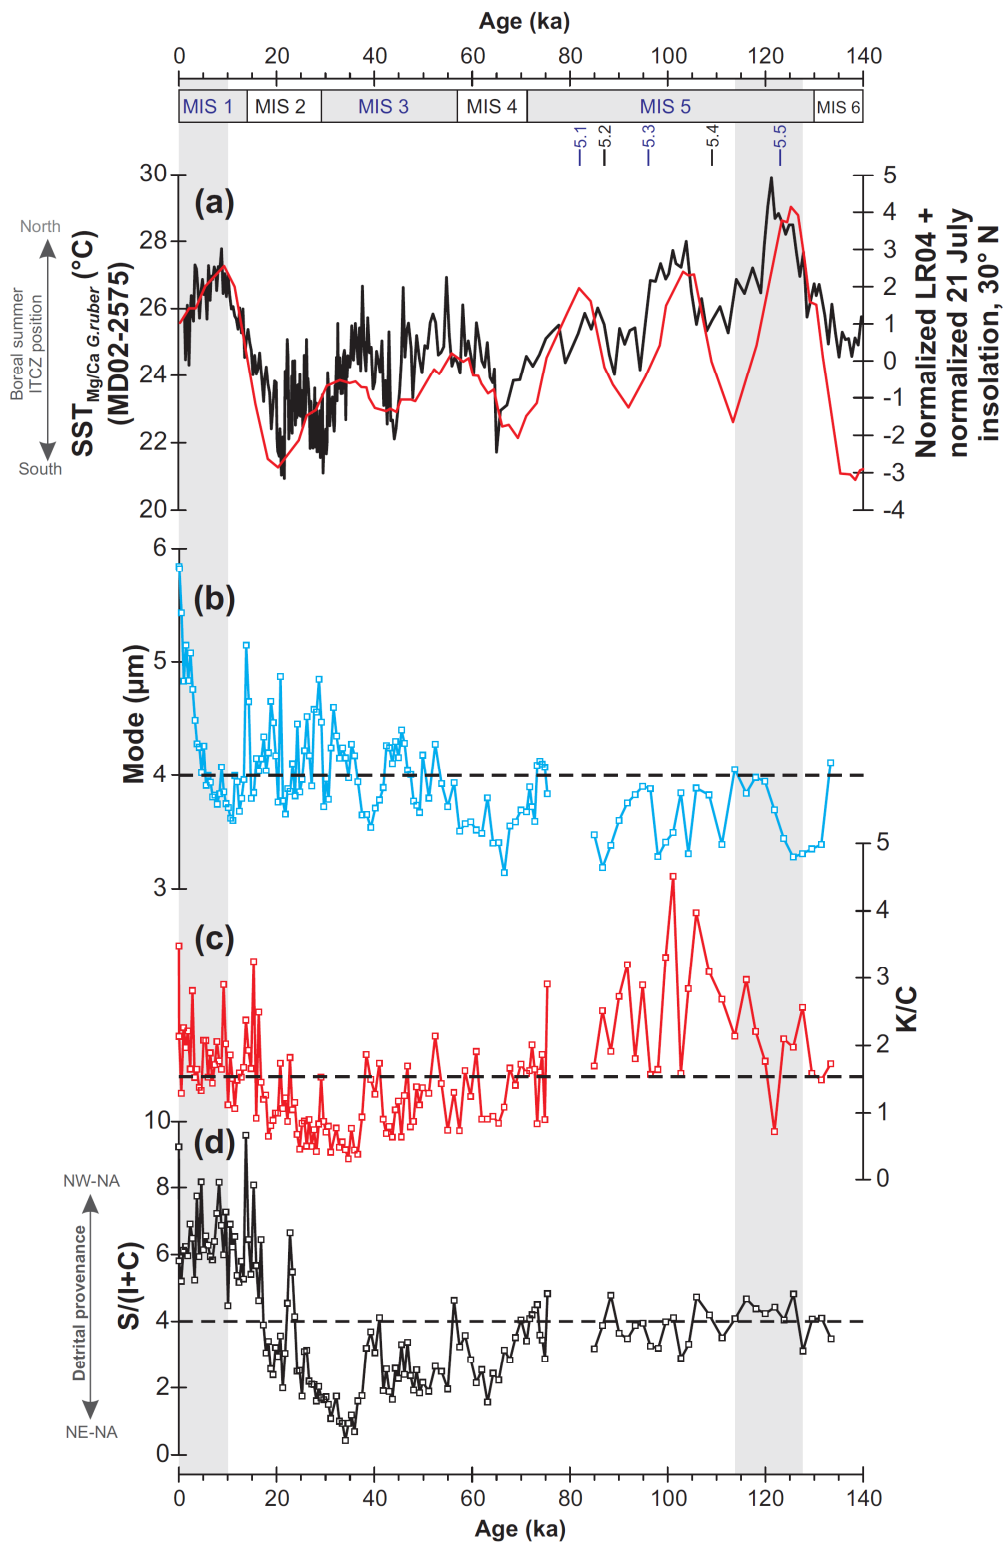 Age (ka)
0 20 40 60 80 100 120 140
MIS 1 MIS 2 MIS 3 MIS 4 MIS 5 MIS 6
5.1 5.2 5.3 5.4 5.5
(a)
30
28
26
24
22
20
SST Mg/Ca G.ruber (°C)
(MD02-2575)
North
Boreal summer
ITCZ position
South
5
4
3
2
1
0
-1
-2
-3
-4
Normalized LR04 +
normalized 21 July
insolation, 30° N
(b)
6
5
4
3
Mode (µm)
(c)
5
4
3
2
1
0
K/C
(d)
10
8
6
4
2
0
S/(I+C)
NW-NA
Detrital provenance
NE-NA
0 20 40 60 80 100 120 140
Age (ka)